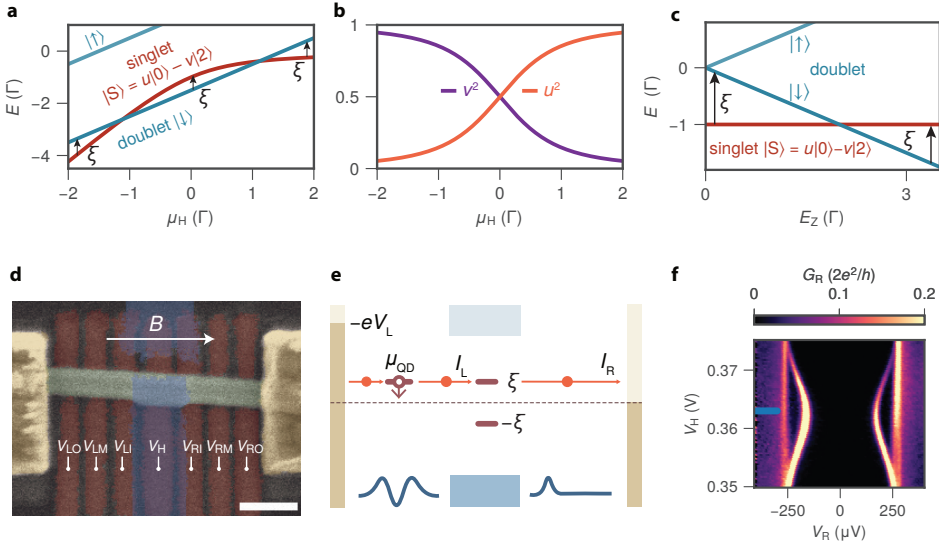 a
E (Γ)
0
−2
−4
|↑⟩
singlet
|S⟩ = u|0⟩ − v|2⟩
ξ
ξ
ξ
doublet |↓⟩
−2 −1 0 1 2
μH (Γ)
b
1
0.5
0
v²
u²
−2 −1 0 1 2
μH (Γ)
c
E (Γ)
0
−1
|↑⟩
doublet
|↓⟩
ξ
ξ
singlet |S⟩ = u|0⟩−v|2⟩
0 3
EZ (Γ)
d
B
VLO VLM VLI VH VRI VRM VRO
e
−eVL
μQD
IL
IR
ξ
−ξ
f
GR (2e²/h)
0 0.1 0.2
VH (V)
0.37
0.36
0.35
−250 0 250
VR (μV)